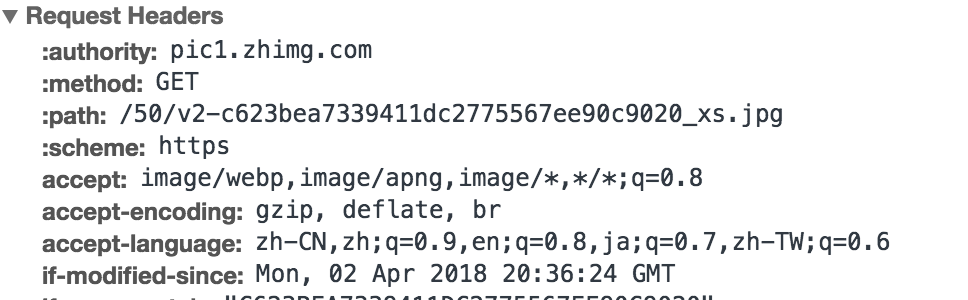 ▼ Request Headers
:authority: pic1.zhimg.com
:method: GET
:path: /50/v2-c623bea7339411dc2775567ee90c9020_xs.jpg
:scheme: https
accept: image/webp,image/apng,image/*,*/*;q=0.8
accept-encoding: gzip, deflate, br
accept-language: zh-CN,zh;q=0.9,en;q=0.8,ja;q=0.7,zh-TW;q=0.6
if-modified-since: Mon, 02 Apr 2018 20:36:24 GMT